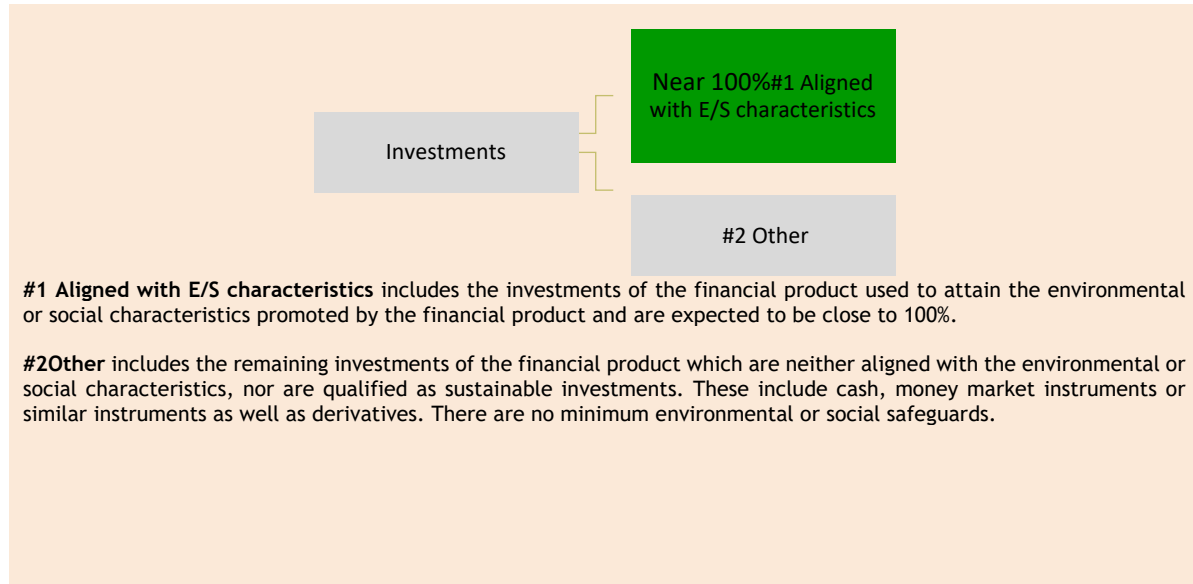 Near 100%#1 Aligned
with E/S characteristics
Investments
#2 Other
#1 Aligned with E/S characteristics includes the investments of the financial product used to attain the environmental
or social characteristics promoted by the financial product and are expected to be close to 100%.
#2Other includes the remaining investments of the financial product which are neither aligned with the environmental or
social characteristics, nor are qualified as sustainable investments. These include cash, money market instruments or
similar instruments as well as derivatives. There are no minimum environmental or social safeguards.